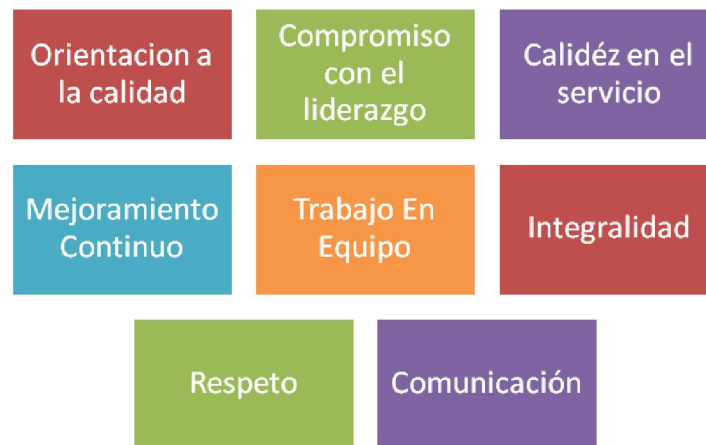 Orientacion a
la calidad
Compromiso
con el
liderazgo
Calidéz en el
servicio
Mejoramiento
Continuo
Trabajo En
Equipo
Integralidad
Respeto
Comunicación